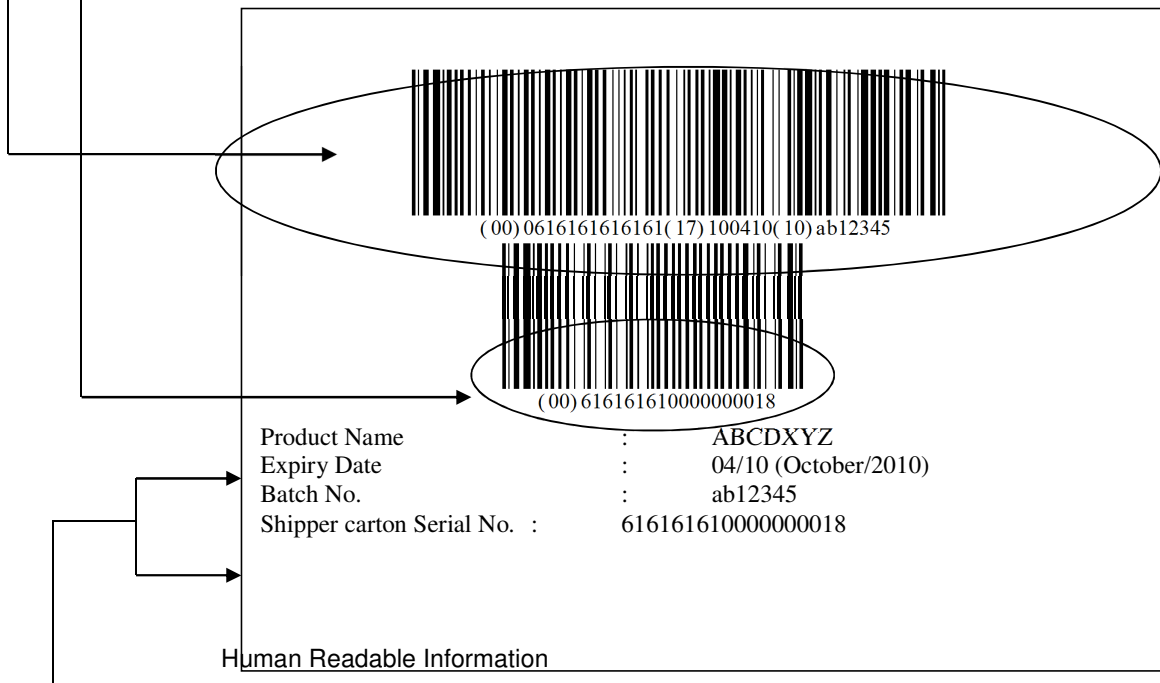 (00)0616161616161(17)100410(10)ab12345
(00)616161610000000018
Product Name : ABCDXYZ
Expiry Date : 04/10 (October/2010)
Batch No. : ab12345
Shipper carton Serial No. : 616161610000000018
Human Readable Information